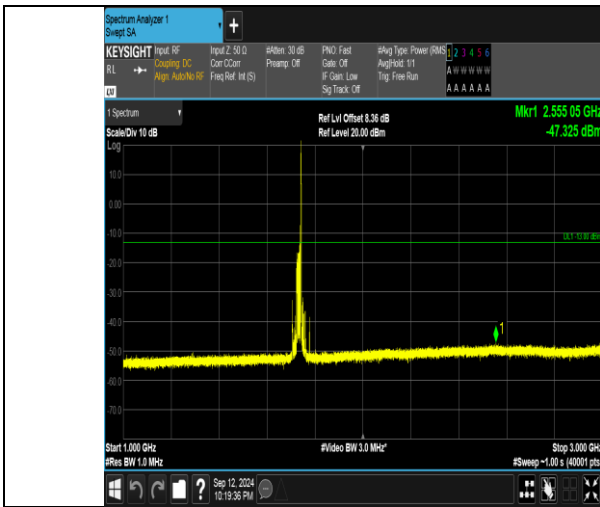 Spectrum Analyzer 1
Swept SA
+
KEYSIGHT
RL
LXI
Input: RF
Coupling: DC
Align: Auto/No RF
Input Z: 50 Ω
Corr CCorr
Freq Ref: Int (S)
#Atten: 30 dB
Preamp: Off
PNO: Fast
Gate: Off
IF Gain: Low
Sig Track: Off
#Avg Type: Power (RMS
Avg|Hold: 1/1
Trig: Free Run
1 2 3 4 5 6
A W W W W W
A A A A A A
1 Spectrum
Scale/Div 10 dB
Ref Lvl Offset 8.36 dB
Ref Level 20.00 dBm
Mkr1 2.555 05 GHz
-47.325 dBm
Log
10.0
0.00
-10.0
DL1 -13.00 dBm
-20.0
-30.0
-40.0
1
-50.0
-60.0
-70.0
Start 1.000 GHz
#Video BW 3.0 MHz*
Stop 3.000 GHz
#Res BW 1.0 MHz
#Sweep ~1.00 s (40001 pts
?
Sep 12, 2024
10:19:36 PM